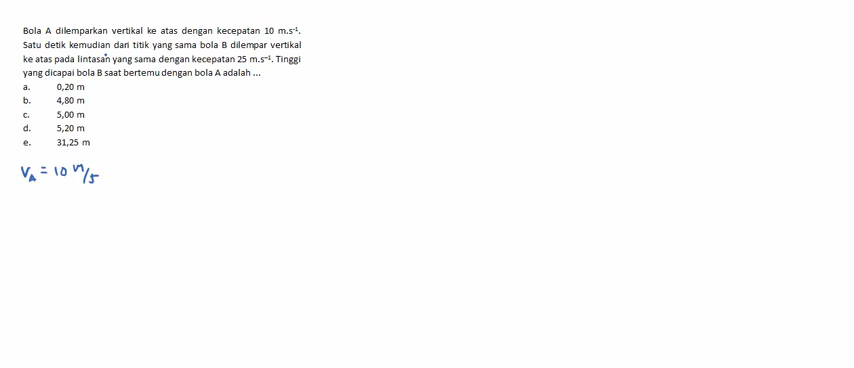 Bola A dilemparkan vertikal ke atas dengan kecepatan 10 m.s⁻¹.
Satu detik kemudian dari titik yang sama bola B dilempar vertikal
ke atas pada lintasan yang sama dengan kecepatan 25 m.s⁻¹. Tinggi
yang dicapai bola B saat bertemu dengan bola A adalah ...
a. 0,20 m
b. 4,80 m
c. 5,00 m
d. 5,20 m
e. 31,25 m
V_A = 10 m/s